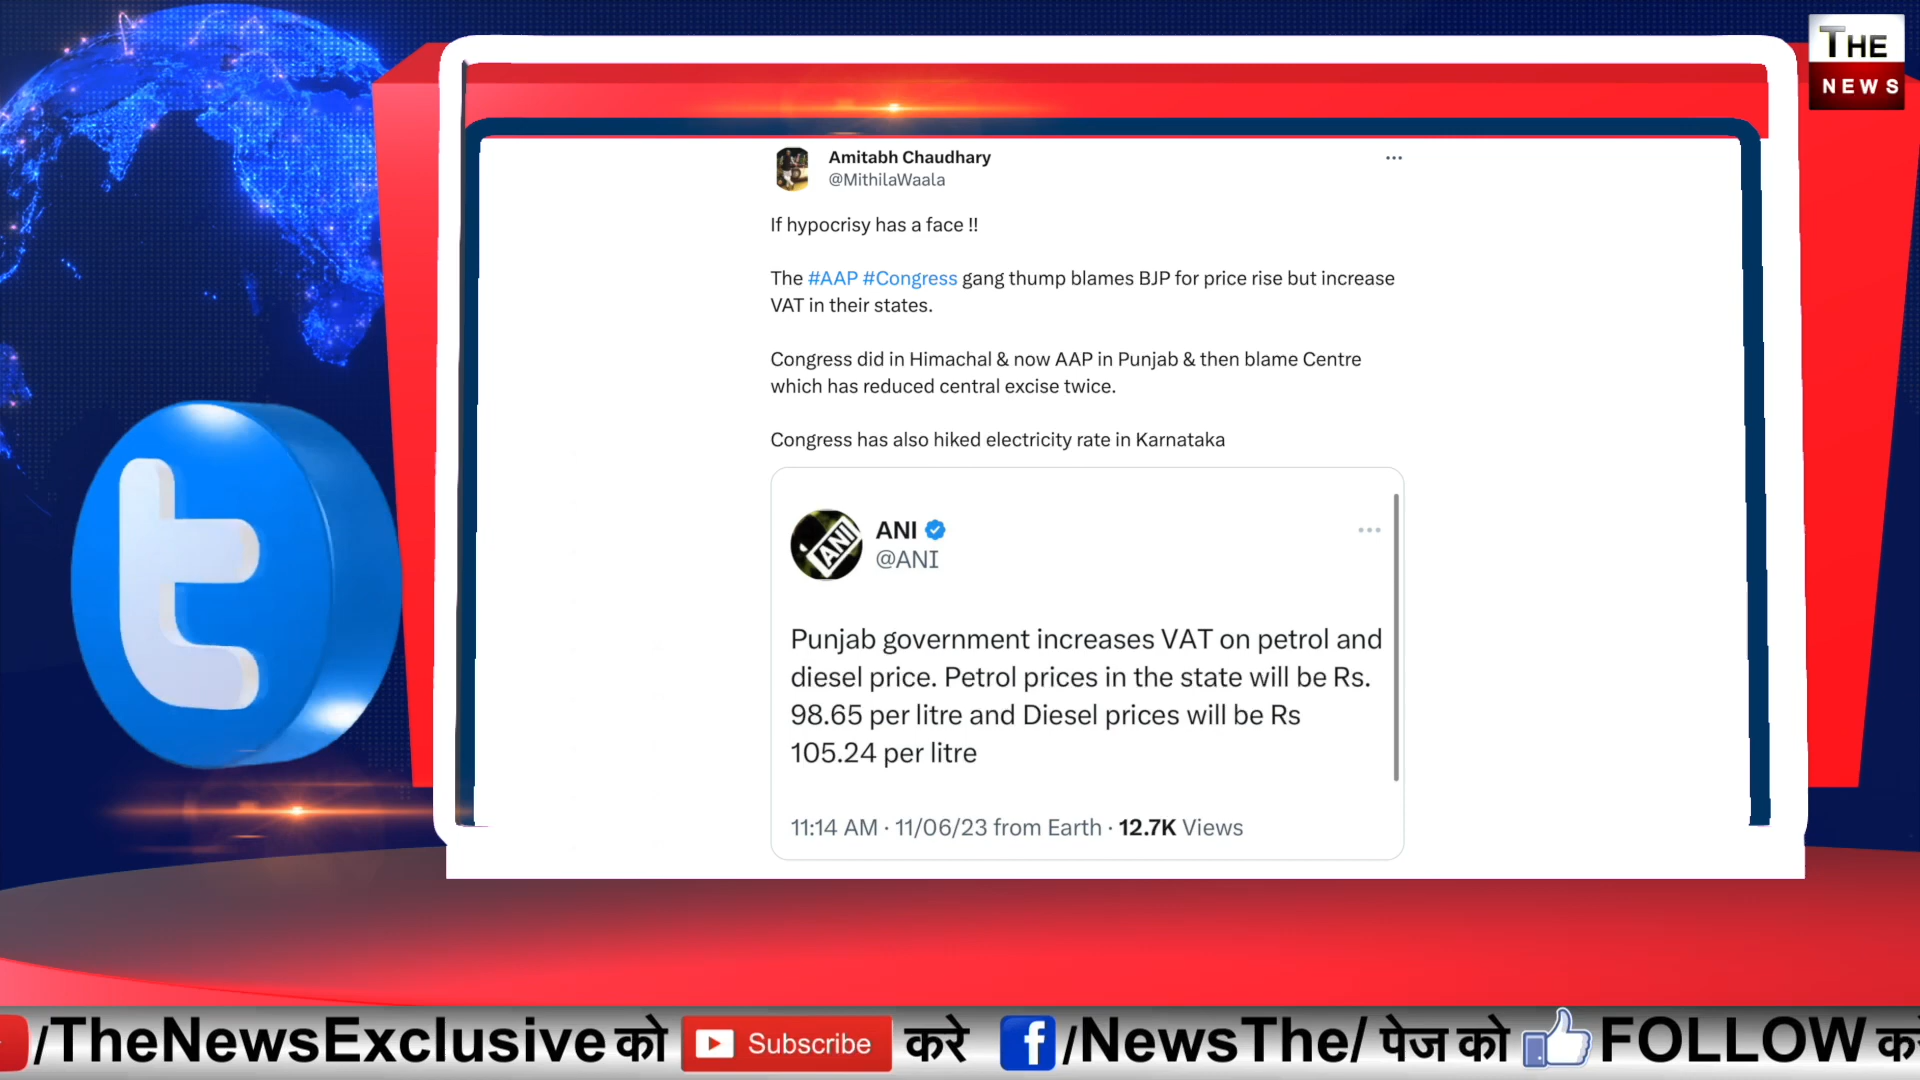 THE
NEWS
Amitabh Chaudhary
@MithilaWaala
If hypocrisy has a face !!
The #AAP #Congress gang thump blames BJP for price rise but increase
VAT in their states.
Congress did in Himachal & now AAP in Punjab & then blame Centre
which has reduced central excise twice.
Congress has also hiked electricity rate in Karnataka
ANI
ANI
@ANI
Punjab government increases VAT on petrol and
diesel price. Petrol prices in the state will be Rs.
98.65 per litre and Diesel prices will be Rs
105.24 per litre
11:14 AM · 11/06/23 from Earth · 12.7K Views
/TheNewsExclusive को Subscribe करे f/NewsThe/ पेज को FOLLOW